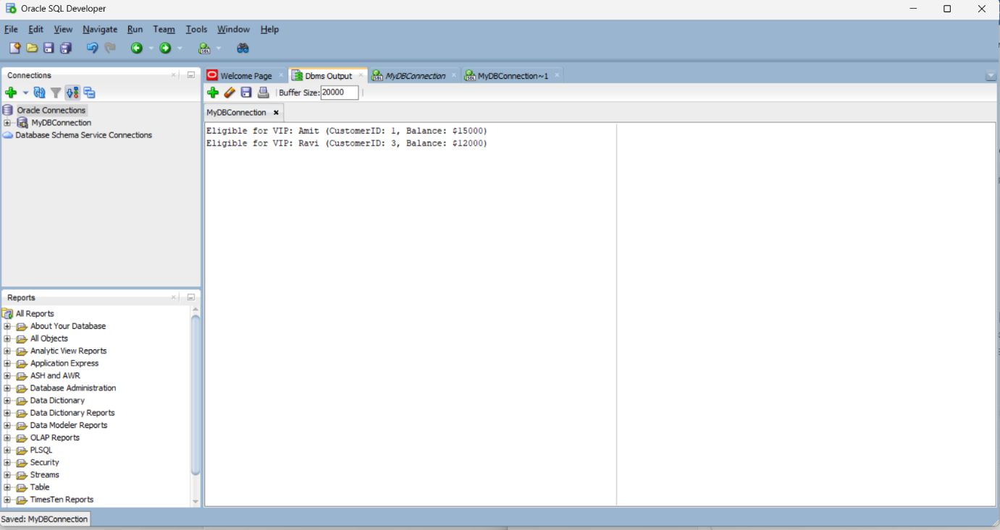 Oracle SQL Developer
File Edit View Navigate Run Team Tools Window Help
Connections
Oracle Connections
MyDBConnection
Database Schema Service Connections
Reports
All Reports
About Your Database
All Objects
Analytic View Reports
Application Express
ASH and AWR
Database Administration
Data Dictionary
Data Dictionary Reports
Data Modeler Reports
OLAP Reports
PLSQL
Security
Streams
Table
TimesTen Reports
Welcome Page Dbms Output MyDBConnection MyDBConnection~1
Buffer Size: 20000
MyDBConnection
Eligible for VIP: Amit (CustomerID: 1, Balance: $15000)
Eligible for VIP: Ravi (CustomerID: 3, Balance: $12000)
Saved: MyDBConnection